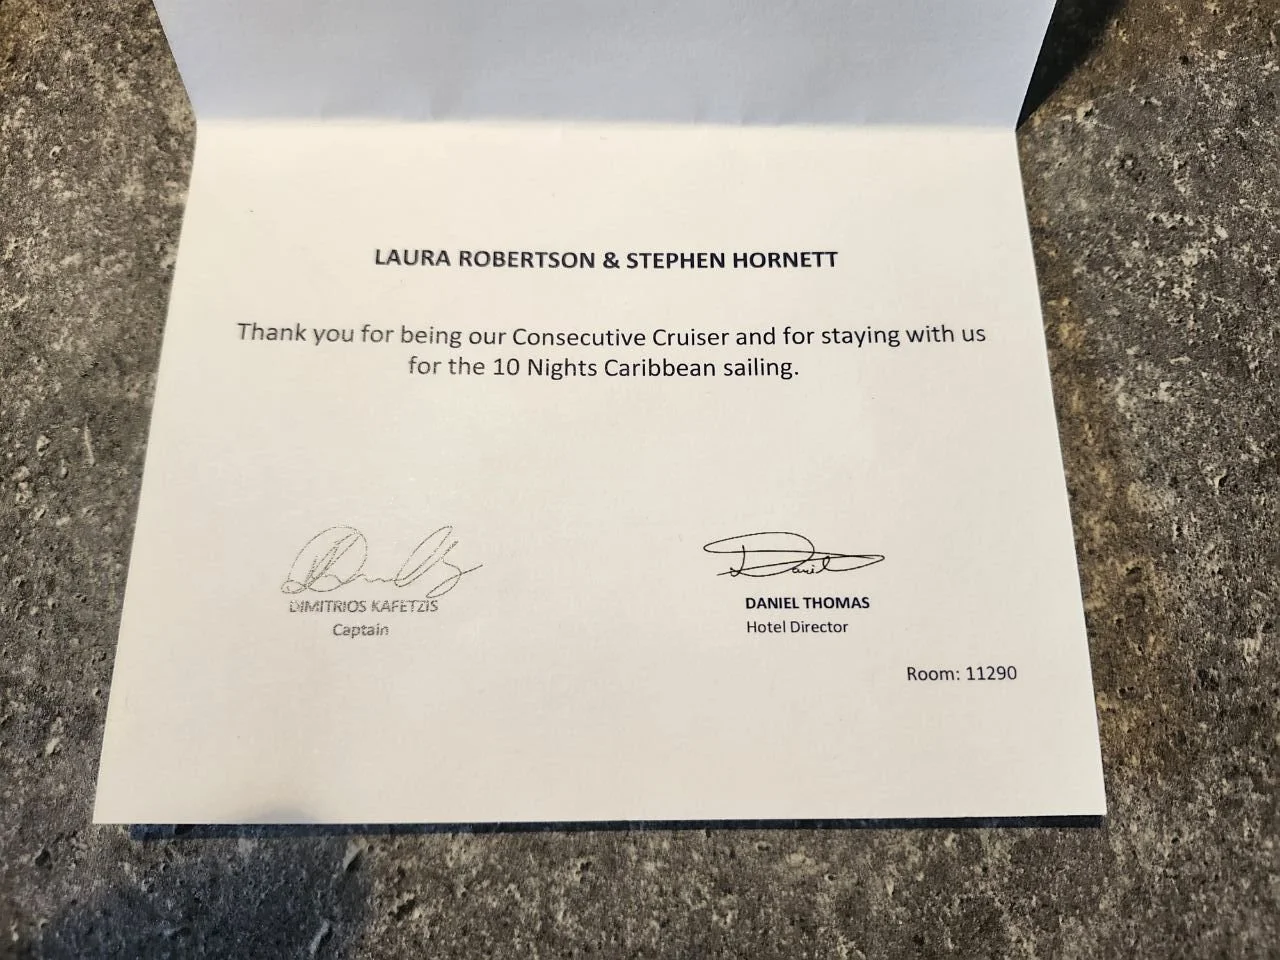 LAURA ROBERTSON & STEPHEN HORNETT
Thank you for being our Consecutive Cruiser and for staying with us
for the 10 Nights Caribbean sailing.
DIMITRIOS KAFETZIS
Captain
Daniel
DANIEL THOMAS
Hotel Director
Room: 11290